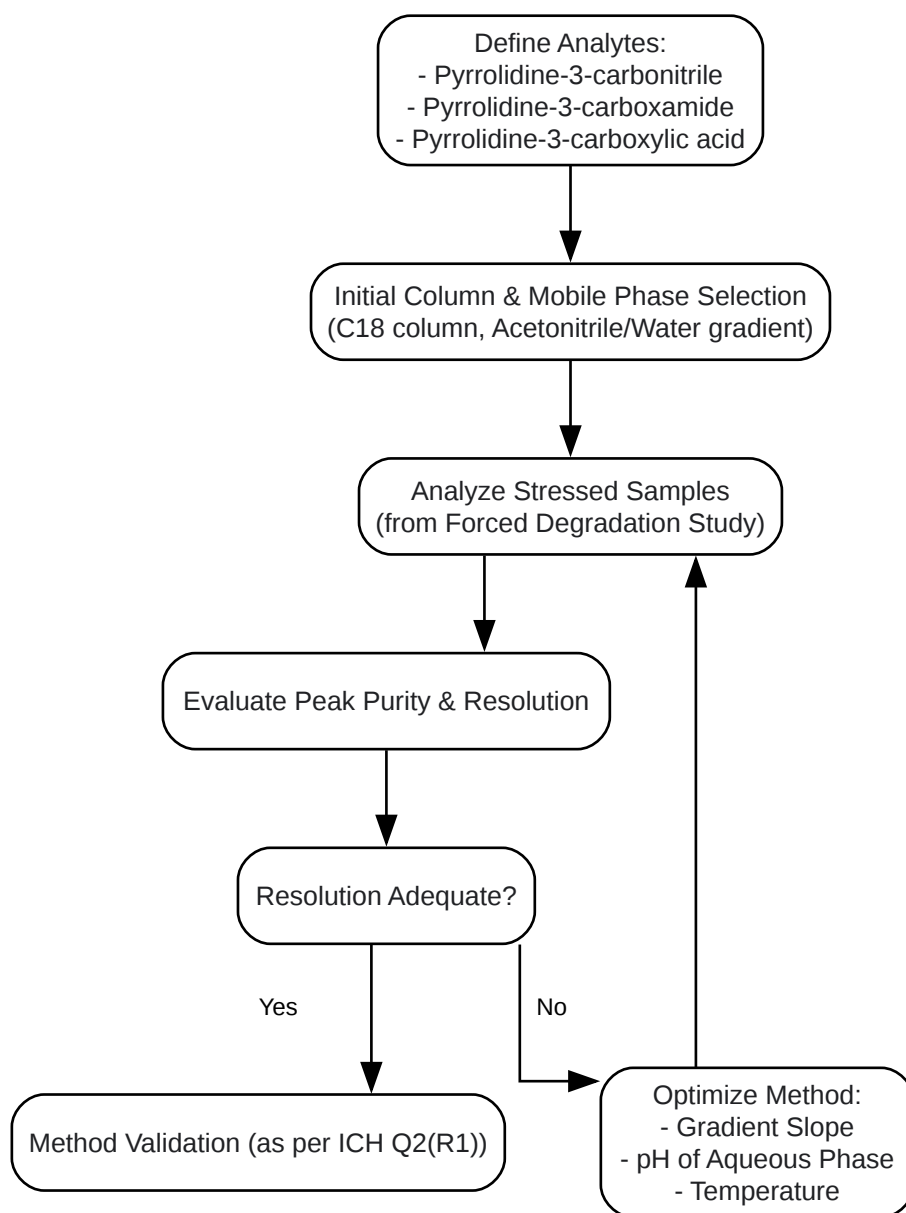 Define Analytes:
- Pyrrolidine-3-carbonitrile
- Pyrrolidine-3-carboxamide
- Pyrrolidine-3-carboxylic acid
Initial Column & Mobile Phase Selection
(C18 column, Acetonitrile/Water gradient)
Analyze Stressed Samples
(from Forced Degradation Study)
Evaluate Peak Purity & Resolution
Resolution Adequate?
Yes
No
Method Validation (as per ICH Q2(R1))
Optimize Method:
- Gradient Slope
- pH of Aqueous Phase
- Temperature